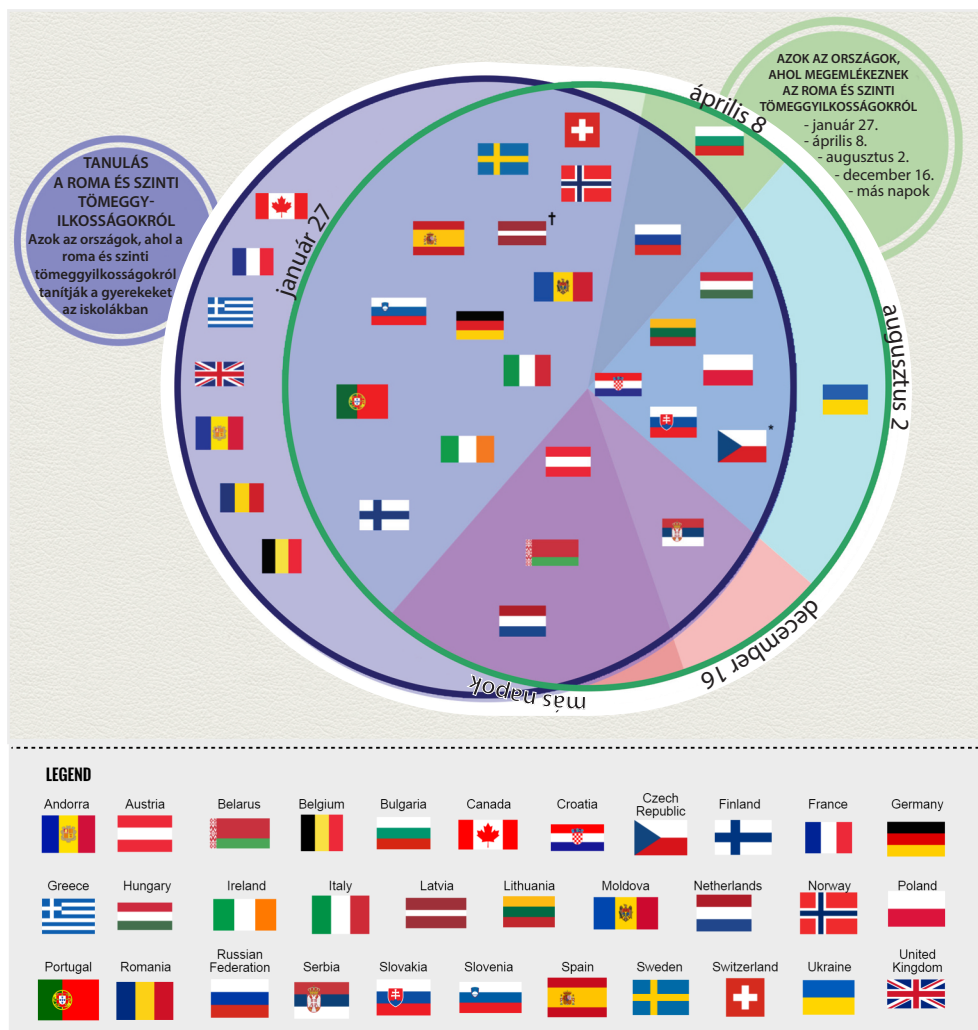 TANULÁS
A ROMA ÉS SZINTI
TÖMEGGY-
ILKOSSÁGOKRÓL
Azok az országok, ahol a
roma és szinti
tömeggyilkosságokról
tanítják a gyerekeket
az iskolákban
AZOK AZ ORSZÁGOK,
AHOL MEGEMLÉKEZNEK
AZ ROMA ÉS SZINTI
TÖMEGGYILKOSSÁGOKRÓL
- január 27.
- április 8.
- augusztus 2.
- december 16.
- más napok
január 27
április 8
augusztus 2
december 16
más napok
†
*
LEGEND
Andorra Austria Belarus Belgium Bulgaria Canada Croatia Czech Republic Finland France Germany
Greece Hungary Ireland Italy Latvia Lithuania Moldova Netherlands Norway Poland
Portugal Romania Russian Federation Serbia Slovakia Slovenia Spain Sweden Switzerland Ukraine United Kingdom